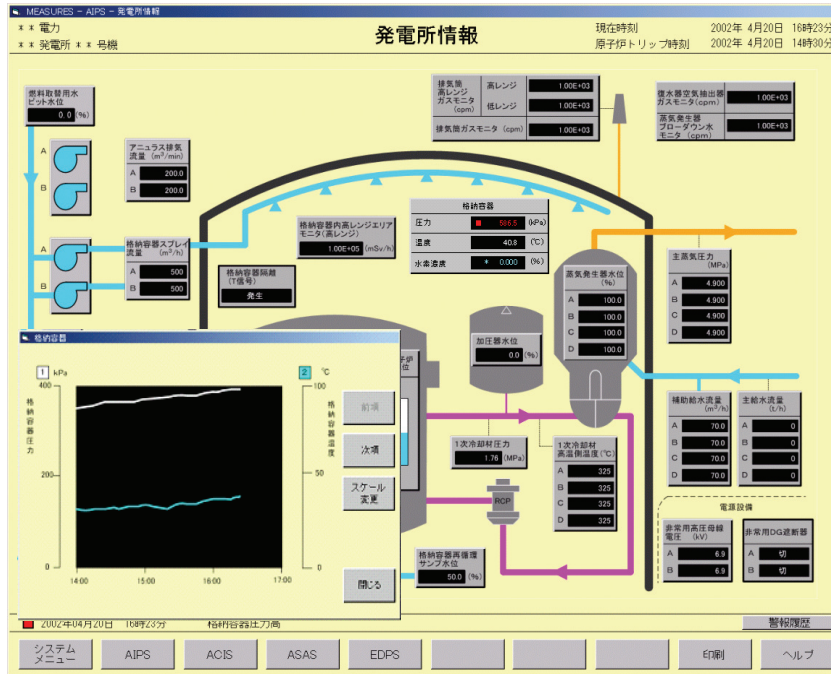 MEASURES - AIPS - 発電所情報
＊＊電力
＊＊発電所＊＊号機
発電所情報
現在時刻 2002年 4月20日 16時23分
原子炉トリップ時刻 2002年 4月20日 14時30分
燃料取替用水
ピット水位
0.0 (%)
A
B
アニュラス排気
流量 (m³/min)
A 200.0
B 200.0
排気筒
高レンジ
ガスモニタ
(cpm)
高レンジ 1.00E+03
低レンジ 1.00E+03
排気筒ガスモニタ (cpm) 1.00E+03
復水器空気抽出器
ガスモニタ(cpm) 1.00E+03
蒸気発生器
ブローダウン水
モニタ (cpm) 1.00E+03
A
B
格納容器スプレイ
流量 (m³/h)
A 500
B 500
格納容器内高レンジエリア
モニタ(高レンジ)
1.00E+05 (mSv/h)
格納容器隔離
(T信号)
発生
格納容器
圧力 586.5 (kPa)
温度 40.8 (℃)
水素濃度 * 0.000 (%)
蒸気発生器水位
(%)
A 100.0
B 100.0
C 100.0
D 100.0
主蒸気圧力
(MPa)
A 4.900
B 4.900
C 4.900
D 4.900
加圧器水位
0.0 (%)
1次冷却材圧力
1.76 (MPa)
1次冷却材
高温側温度(℃)
A 325
B 325
C 325
D 325
RCP
補助給水流量
(m³/h)
A 70.0
B 70.0
C 70.0
D 70.0
主給水流量
(t/h)
A 0
B 0
C 0
D 0
電源設備
非常用高圧母線
電圧 (kV)
A 6.9
B 6.9
非常用DG遮断器
A 切
B 切
格納容器再循環
サンプ水位
50.0 (%)
格納容器
1 kPa
2 ℃
400
200
0
格納容器圧力
100
50
0
格納容器温度
14:00 15:00 16:00 17:00
前項
次項
スケール
変更
閉じる
2002年04月20日 16時23分 格納容器圧力高
警報履歴
システム
メニュー
AIPS
ACIS
ASAS
EDPS
印刷
ヘルプ